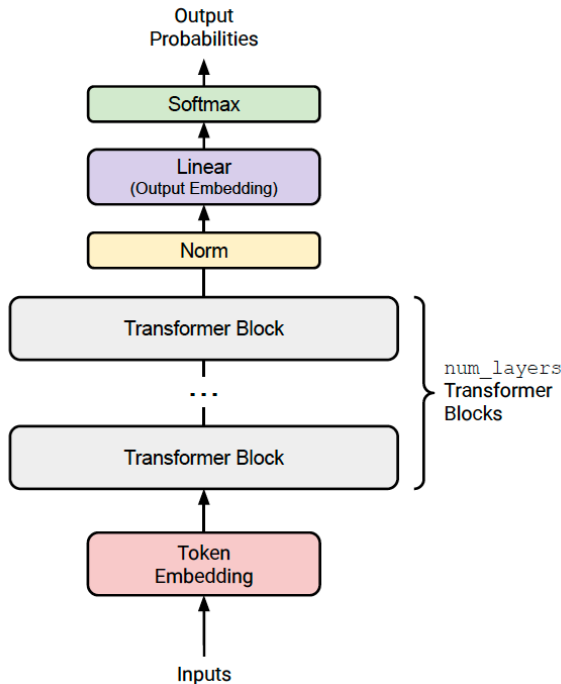 Output
Probabilities
Softmax
Linear
(Output Embedding)
Norm
Transformer Block
...
Transformer Block
num_layers
Transformer
Blocks
Token
Embedding
Inputs